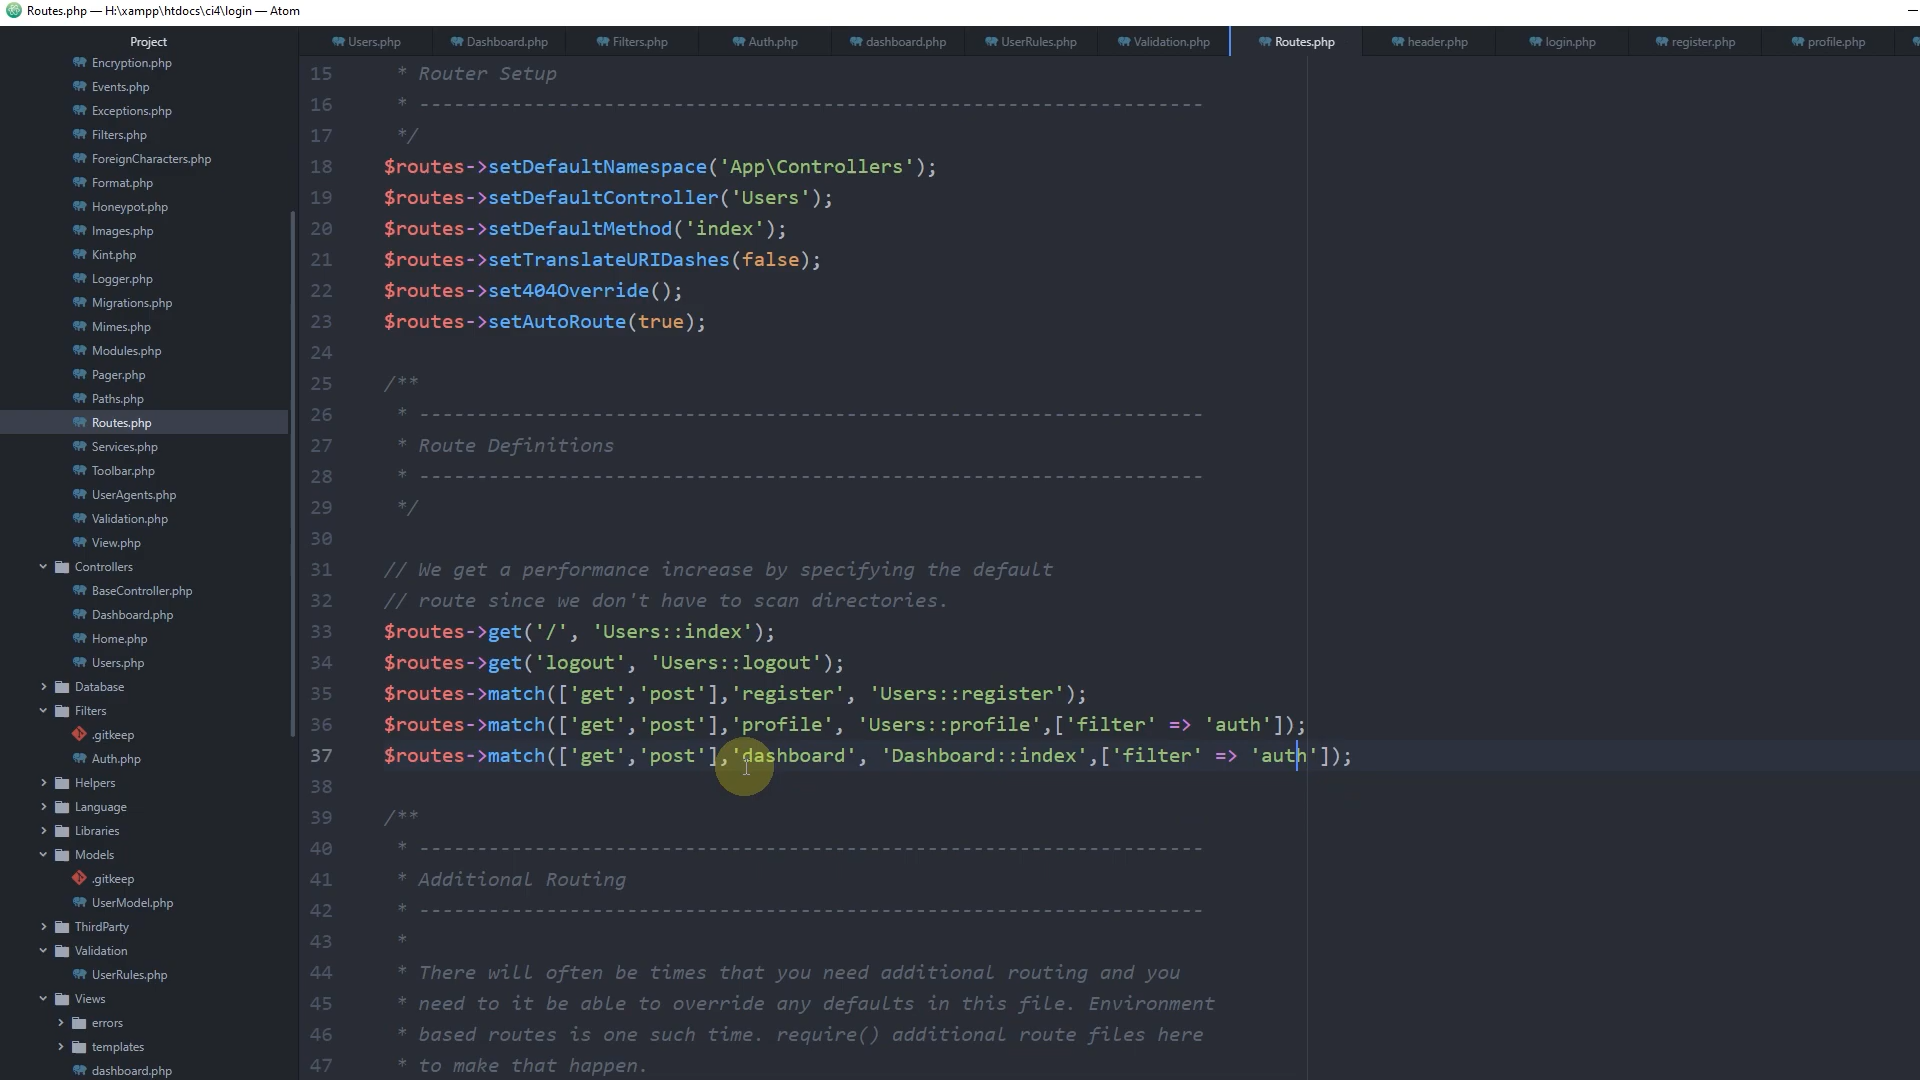 Routes.php — H:\xampp\htdocs\ci4\login — Atom
Project
Encryption.php
Events.php
Exceptions.php
Filters.php
ForeignCharacters.php
Format.php
Honeypot.php
Images.php
Kint.php
Logger.php
Migrations.php
Mimes.php
Modules.php
Pager.php
Paths.php
Routes.php
Services.php
Toolbar.php
UserAgents.php
Validation.php
View.php
Controllers
BaseController.php
Dashboard.php
Home.php
Users.php
Database
Filters
.gitkeep
Auth.php
Helpers
Language
Libraries
Models
.gitkeep
UserModel.php
ThirdParty
Validation
UserRules.php
Views
errors
templates
dashboard.php
Users.php Dashboard.php Filters.php Auth.php dashboard.php UserRules.php Validation.php Routes.php header.php login.php register.php profile.php
15 * Router Setup
16 * --------------------------------------------------------------------
17 */
18 $routes->setDefaultNamespace('App\Controllers');
19 $routes->setDefaultController('Users');
20 $routes->setDefaultMethod('index');
21 $routes->setTranslateURIDashes(false);
22 $routes->set404Override();
23 $routes->setAutoRoute(true);
24
25 /**
26 * --------------------------------------------------------------------
27 * Route Definitions
28 * --------------------------------------------------------------------
29 */
30
31 // We get a performance increase by specifying the default
32 // route since we don't have to scan directories.
33 $routes->get('/', 'Users::index');
34 $routes->get('logout', 'Users::logout');
35 $routes->match(['get','post'],'register', 'Users::register');
36 $routes->match(['get','post'],'profile', 'Users::profile',['filter' => 'auth']);
37 $routes->match(['get','post'],'dashboard', 'Dashboard::index',['filter' => 'auth']);
38
39 /**
40 * --------------------------------------------------------------------
41 * Additional Routing
42 * --------------------------------------------------------------------
43 *
44 * There will often be times that you need additional routing and you
45 * need to it be able to override any defaults in this file. Environment
46 * based routes is one such time. require() additional route files here
47 * to make that happen.